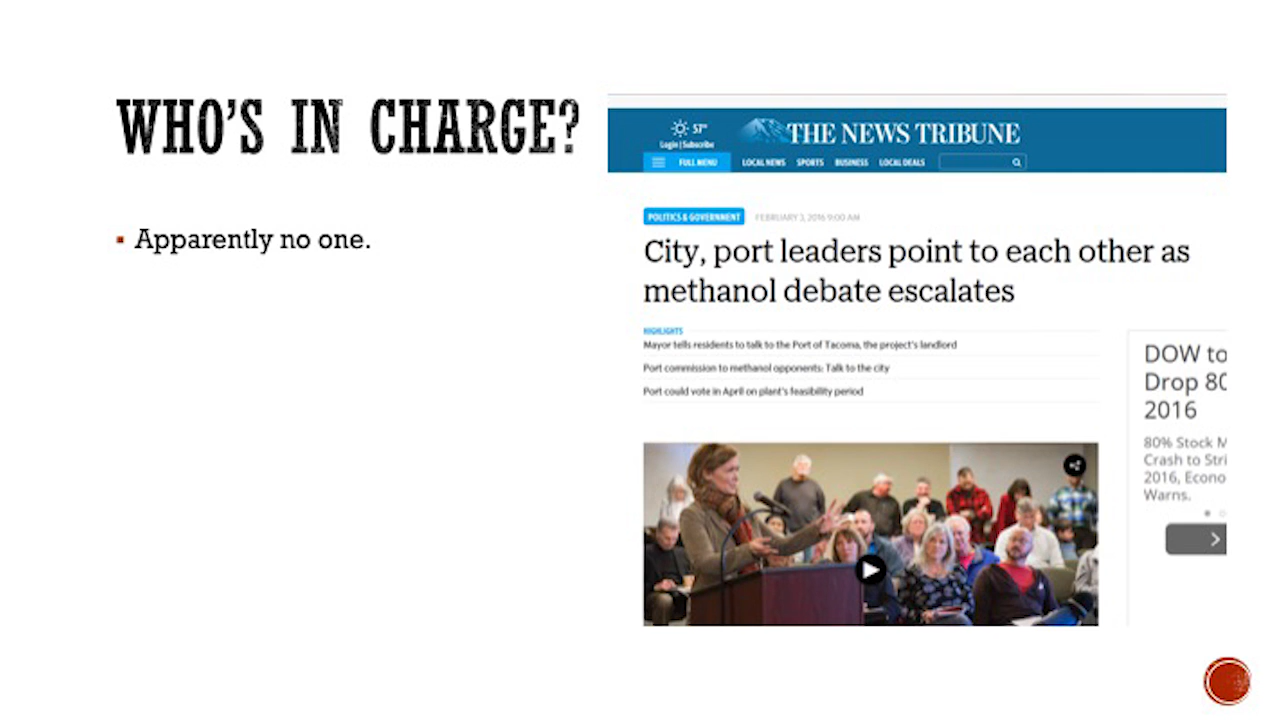 WHO'S IN CHARGE?
Apparently no one.
57°
Login | Subscribe
THE NEWS TRIBUNE
FULL MENU
LOCAL NEWS
SPORTS
BUSINESS
LOCAL DEALS
POLITICS & GOVERNMENT
FEBRUARY 3, 2016 9:00 AM
City, port leaders point to each other as
methanol debate escalates
HIGHLIGHTS
Mayor tells residents to talk to the Port of Tacoma, the project's landlord
Port commission to methanol opponents: Talk to the city
Port could vote in April on plant's feasibility period
DOW to
Drop 80
2016
80% Stock M
Crash to Stri
2016, Econo
Warns.